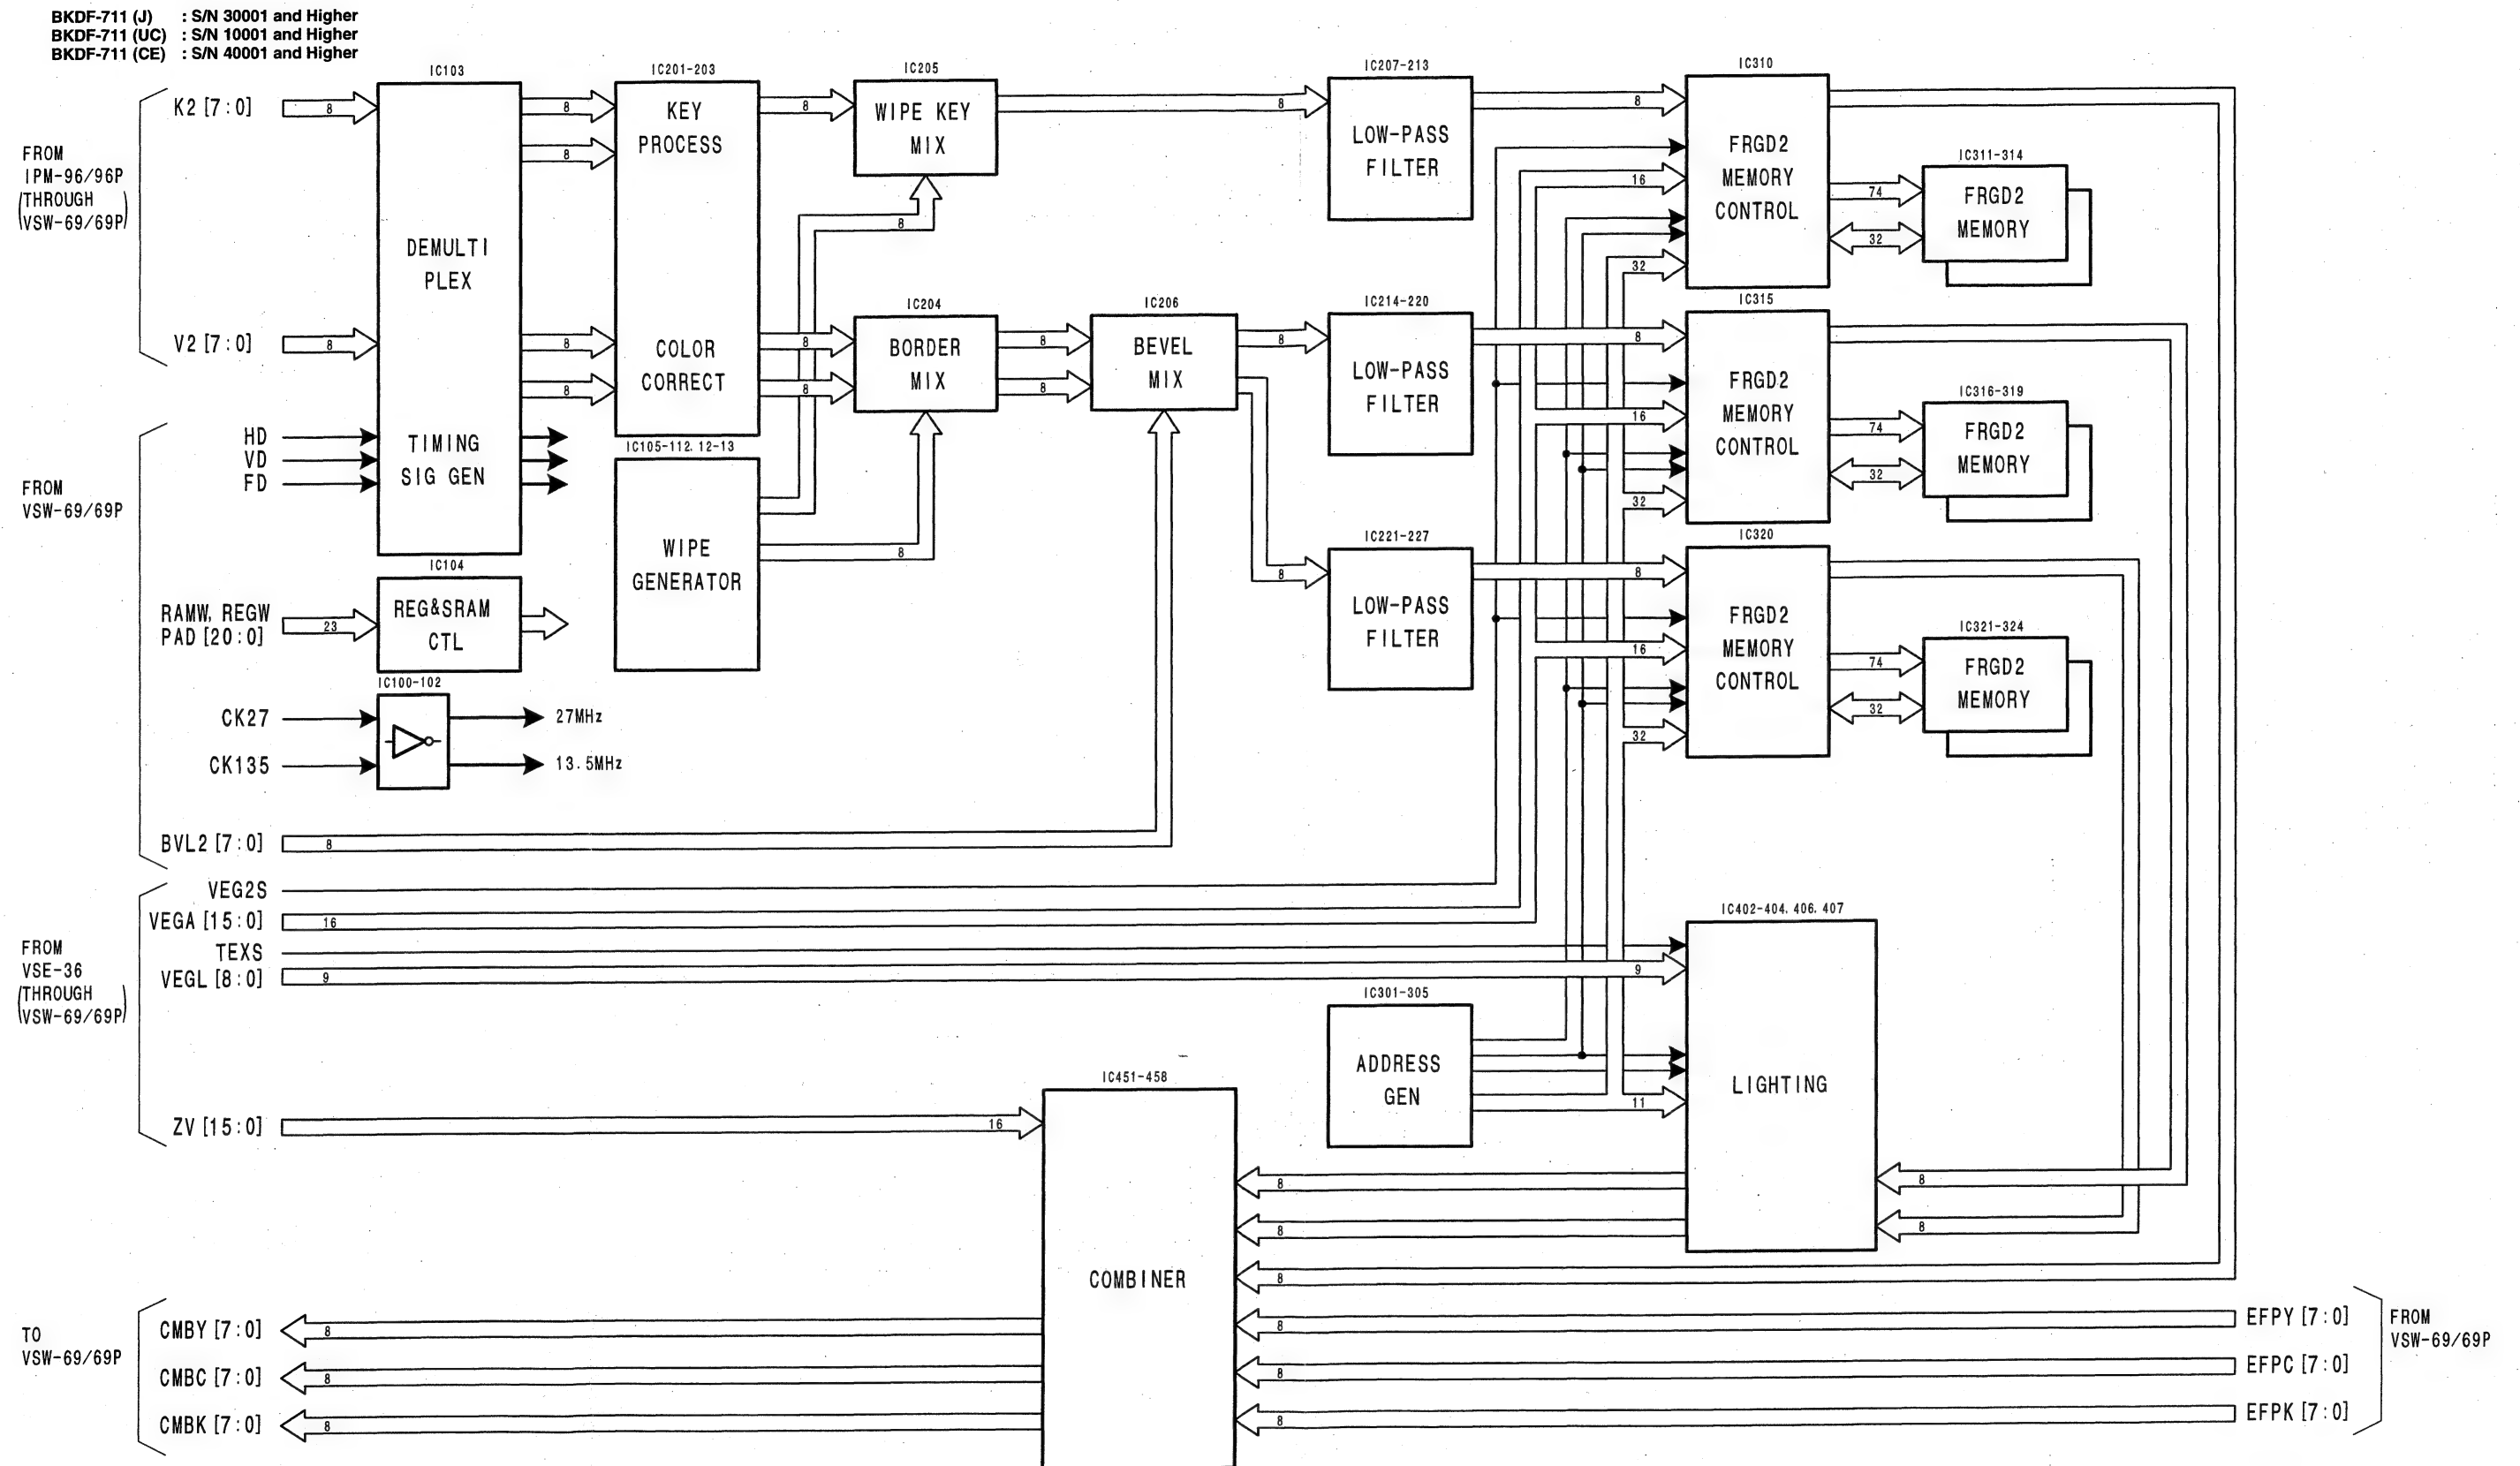 BKDF-711 (J) : S/N 30001 and Higher
BKDF-711 (UC) : S/N 10001 and Higher
BKDF-711 (CE) : S/N 40001 and Higher
FROM
IPM-96/96P
(THROUGH
VSW-69/69P)
K2 [7:0]
8
V2 [7:0]
8
IC103
DEMULTI
PLEX
TIMING
SIG GEN
8
8
8
8
IC201-203
KEY
PROCESS
COLOR
CORRECT
8
8
8
IC205
WIPE KEY
MIX
8
8
IC204
BORDER
MIX
8
8
8
IC206
BEVEL
MIX
8
8
IC207-213
LOW-PASS
FILTER
8
IC214-220
LOW-PASS
FILTER
8
IC221-227
LOW-PASS
FILTER
8
IC310
FRGD2
MEMORY
CONTROL
16
32
74
32
IC311-314
FRGD2
MEMORY
IC315
FRGD2
MEMORY
CONTROL
16
32
74
32
IC316-319
FRGD2
MEMORY
IC320
FRGD2
MEMORY
CONTROL
16
32
74
32
IC321-324
FRGD2
MEMORY
FROM
VSW-69/69P
HD
VD
FD
IC105-112.12-13
WIPE
GENERATOR
RAMW, REGW
PAD [20:0]
23
IC104
REG&SRAM
CTL
IC100-102
CK27
27MHz
CK135
13.5MHz
BVL2 [7:0]
8
FROM
VSE-36
(THROUGH
VSW-69/69P)
VEG2S
VEGA [15:0]
16
TEXS
VEGL [8:0]
9
9
ZV [15:0]
16
IC301-305
ADDRESS
GEN
11
IC402-404.406.407
LIGHTING
8
8
IC451-458
COMBINER
8
8
8
8
8
8
TO
VSW-69/69P
CMBY [7:0]
8
CMBC [7:0]
8
CMBK [7:0]
8
EFPY [7:0]
EFPC [7:0]
EFPK [7:0]
FROM
VSW-69/69P